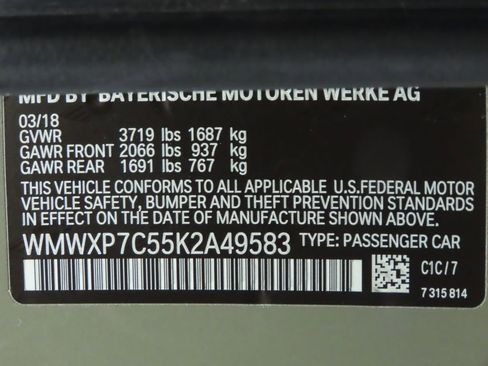 MFD BY BAYERISCHE MOTOREN WERKE AG
03/18
GVWR 3719 lbs 1687 kg
GAWR FRONT 2066 lbs 937 kg
GAWR REAR 1691 lbs 767 kg
THIS VEHICLE CONFORMS TO ALL APPLICABLE U.S.FEDERAL MOTOR
VEHICLE SAFETY, BUMPER AND THEFT PREVENTION STANDARDS
IN EFFECT ON THE DATE OF MANUFACTURE SHOWN ABOVE.
WMWXP7C55K2A49583 TYPE: PASSENGER CAR
C1C/7
7 315 814